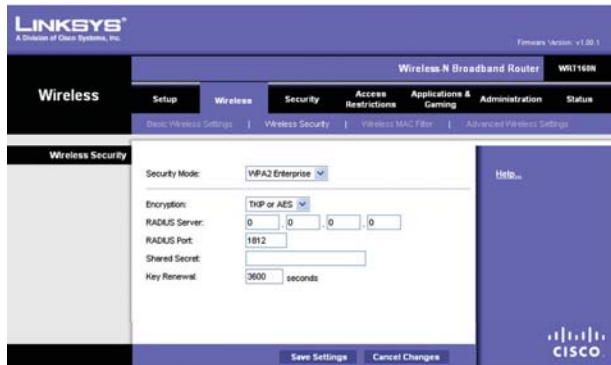 LINKSYS®
A Division of Cisco Systems, Inc.
Firmware Version: v1.00.1
Wireless-N Broadband Router WRT160N
Wireless
Setup Wireless Security Access Restrictions Applications & Gaming Administration Status
Basic Wireless Settings | Wireless Security | Wireless MAC Filter | Advanced Wireless Settings
Wireless Security
Security Mode: WPA2 Enterprise
Help...
Encryption: TKIP or AES
RADIUS Server: 0 . 0 . 0 . 0
RADIUS Port: 1812
Shared Secret:
Key Renewal: 3600 seconds
Save Settings Cancel Changes
CISCO